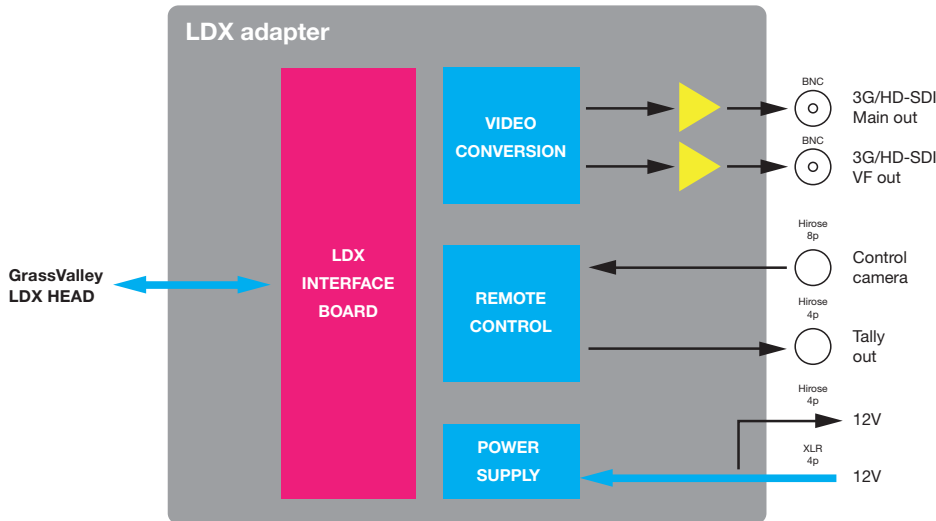 LDX adapter
GrassValley
LDX HEAD
LDX
INTERFACE
BOARD
VIDEO
CONVERSION
REMOTE
CONTROL
POWER
SUPPLY
BNC
3G/HD-SDI
Main out
BNC
3G/HD-SDI
VF out
Hirose
8p
Control
camera
Hirose
4p
Tally
out
Hirose
4p
12V
XLR
4p
12V